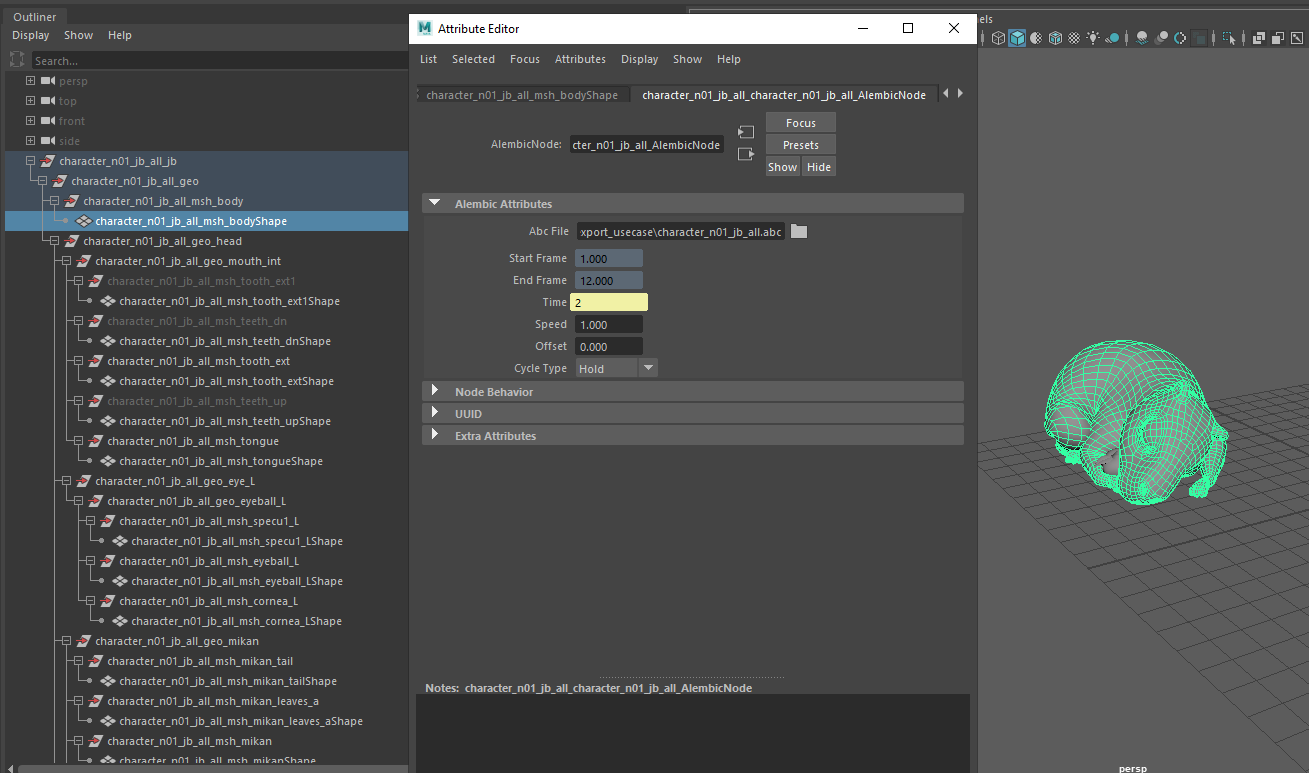 Outliner
Display Show Help
Search...
persp
top
front
side
character_n01_jb_all_jb
character_n01_jb_all_geo
character_n01_jb_all_msh_body
character_n01_jb_all_msh_bodyShape
character_n01_jb_all_geo_head
character_n01_jb_all_geo_mouth_int
character_n01_jb_all_msh_tooth_ext1
character_n01_jb_all_msh_tooth_ext1Shape
character_n01_jb_all_msh_teeth_dn
character_n01_jb_all_msh_teeth_dnShape
character_n01_jb_all_msh_tooth_ext
character_n01_jb_all_msh_tooth_extShape
character_n01_jb_all_msh_teeth_up
character_n01_jb_all_msh_teeth_upShape
character_n01_jb_all_msh_tongue
character_n01_jb_all_msh_tongueShape
character_n01_jb_all_geo_eye_L
character_n01_jb_all_geo_eyeball_L
character_n01_jb_all_msh_specu1_L
character_n01_jb_all_msh_specu1_LShape
character_n01_jb_all_msh_eyeball_L
character_n01_jb_all_msh_eyeball_LShape
character_n01_jb_all_msh_cornea_L
character_n01_jb_all_msh_cornea_LShape
character_n01_jb_all_geo_mikan
character_n01_jb_all_msh_mikan_tail
character_n01_jb_all_msh_mikan_tailShape
character_n01_jb_all_msh_mikan_leaves_a
character_n01_jb_all_msh_mikan_leaves_aShape
character_n01_jb_all_msh_mikan
character_n01_jb_all_msh_mikanShape
M Attribute Editor
List Selected Focus Attributes Display Show Help
character_n01_jb_all_msh_bodyShape character_n01_jb_all_character_n01_jb_all_AlembicNode
AlembicNode: cter_n01_jb_all_AlembicNode
Focus
Presets
Show Hide
Alembic Attributes
Abc File xport_usecase\character_n01_jb_all.abc
Start Frame 1.000
End Frame 12.000
Time 2
Speed 1.000
Offset 0.000
Cycle Type Hold
Node Behavior
UUID
Extra Attributes
Notes: character_n01_jb_all_character_n01_jb_all_AlembicNode
els
persp